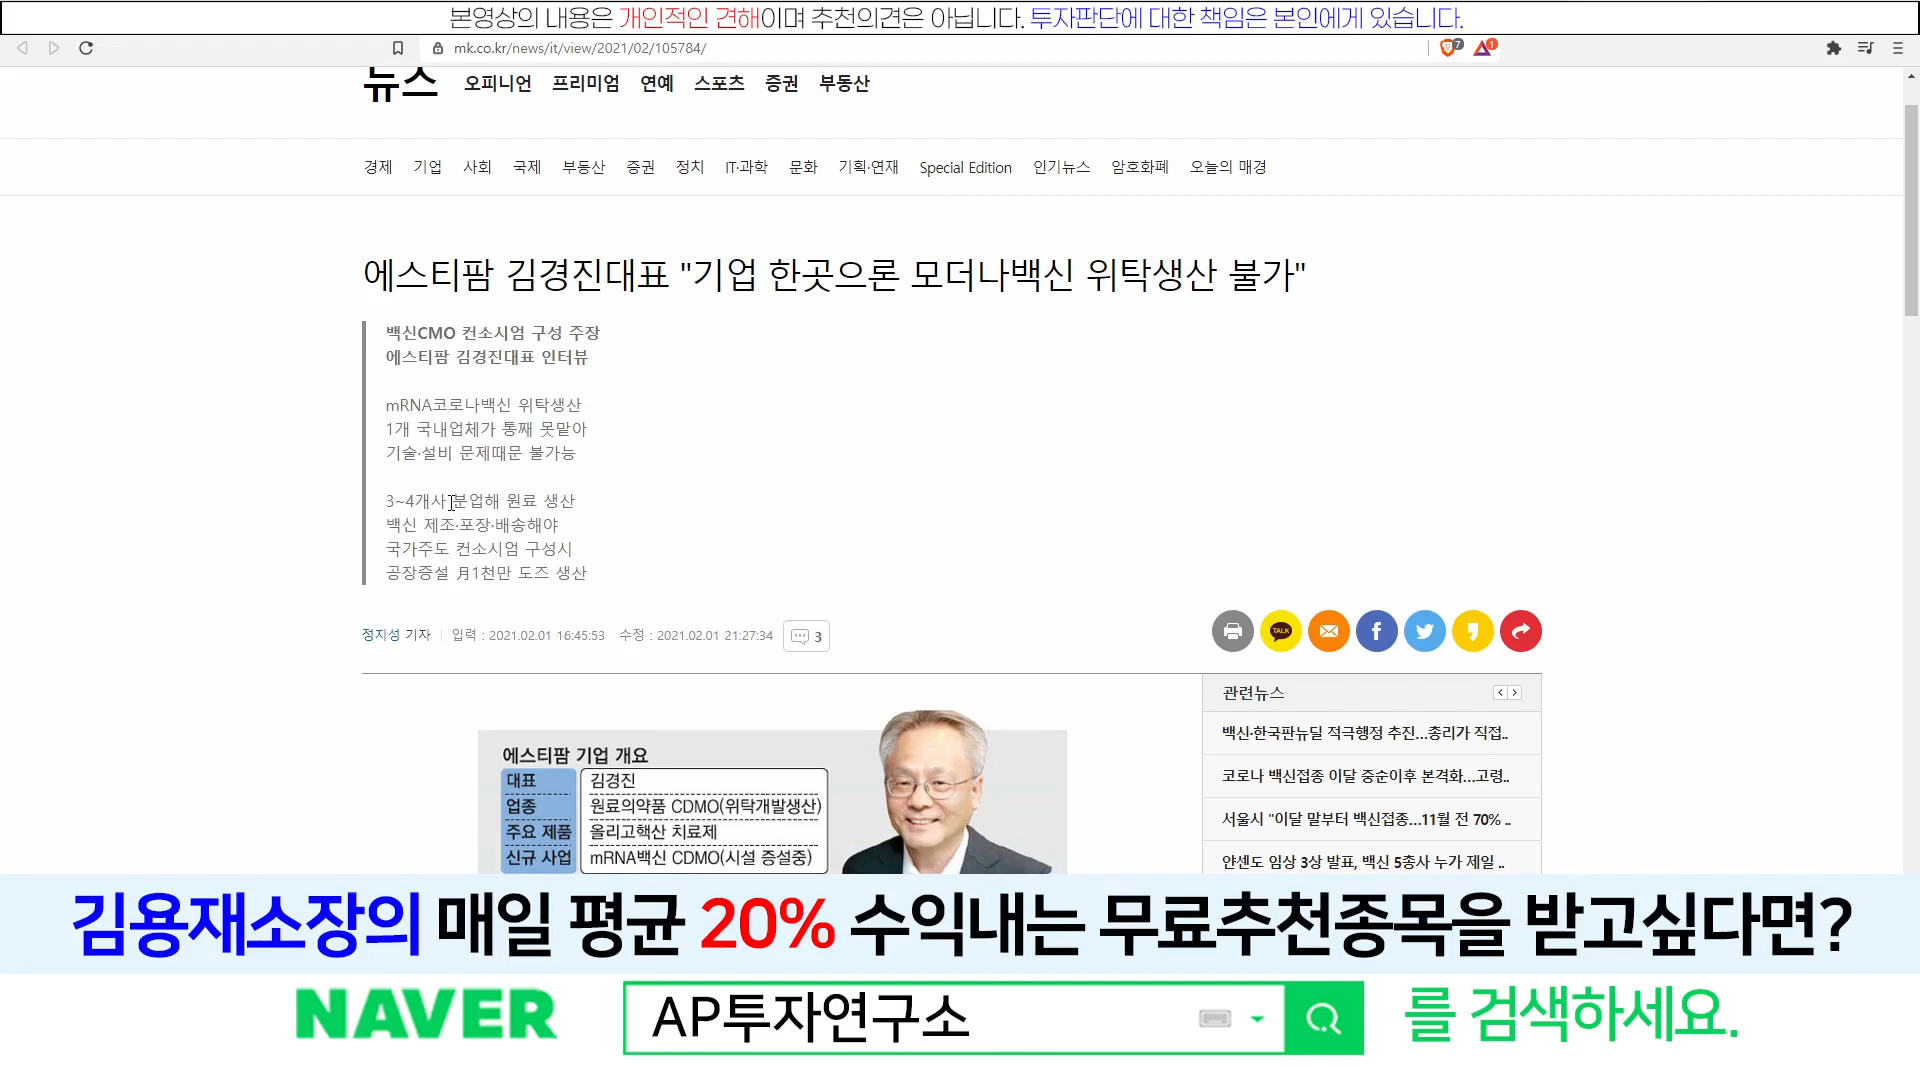 본영상의 내용은 개인적인 견해이며 추천의견은 아닙니다. 투자판단에 대한 책임은 본인에게 있습니다.
mk.co.kr/news/it/view/2021/02/105784/
7
1
뉴스 오피니언 프리미엄 연예 스포츠 증권 부동산
경제 기업 사회 국제 부동산 증권 정치 IT·과학 문화 기획·연재 Special Edition 인기뉴스 암호화폐 오늘의 매경
에스티팜 김경진대표 "기업 한곳으론 모더나백신 위탁생산 불가"
백신CMO 컨소시엄 구성 주장
에스티팜 김경진대표 인터뷰
mRNA코로나백신 위탁생산
1개 국내업체가 통째 못맡아
기술·설비 문제때문 불가능
3~4개사 분업해 원료 생산
백신 제조·포장·배송해야
국가주도 컨소시엄 구성시
공장증설 月1천만 도즈 생산
정지성 기자 입력 : 2021.02.01 16:45:53 수정 : 2021.02.01 21:27:34 3
TALK
관련뉴스
백신·한국판뉴딜 적극행정 추진...총리가 직접..
코로나 백신접종 이달 중순이후 본격화...고령..
서울시 "이달 말부터 백신접종...11월 전 70% ..
얀센도 임상 3상 발표, 백신 5종사 누가 제일 ..
에스티팜 기업 개요
대표 김경진
업종 원료의약품 CDMO(위탁개발생산)
주요 제품 올리고핵산 치료제
신규 사업 mRNA백신 CDMO(시설 증설중)
김용재소장의 매일 평균 20% 수익내는 무료추천종목을 받고싶다면?
NAVER AP투자연구소 를 검색하세요.